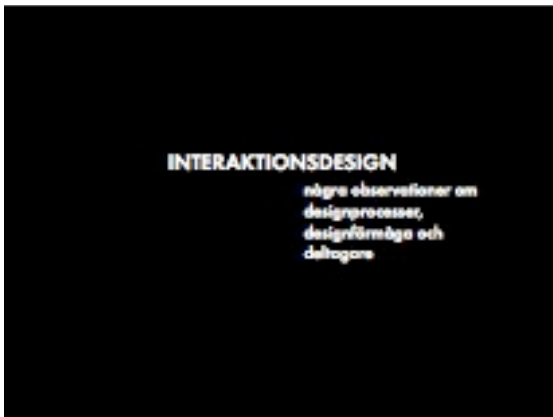 INTERAKTIONSDESIGN
några observationer om
designprocesser,
designförmåga och
deltagare